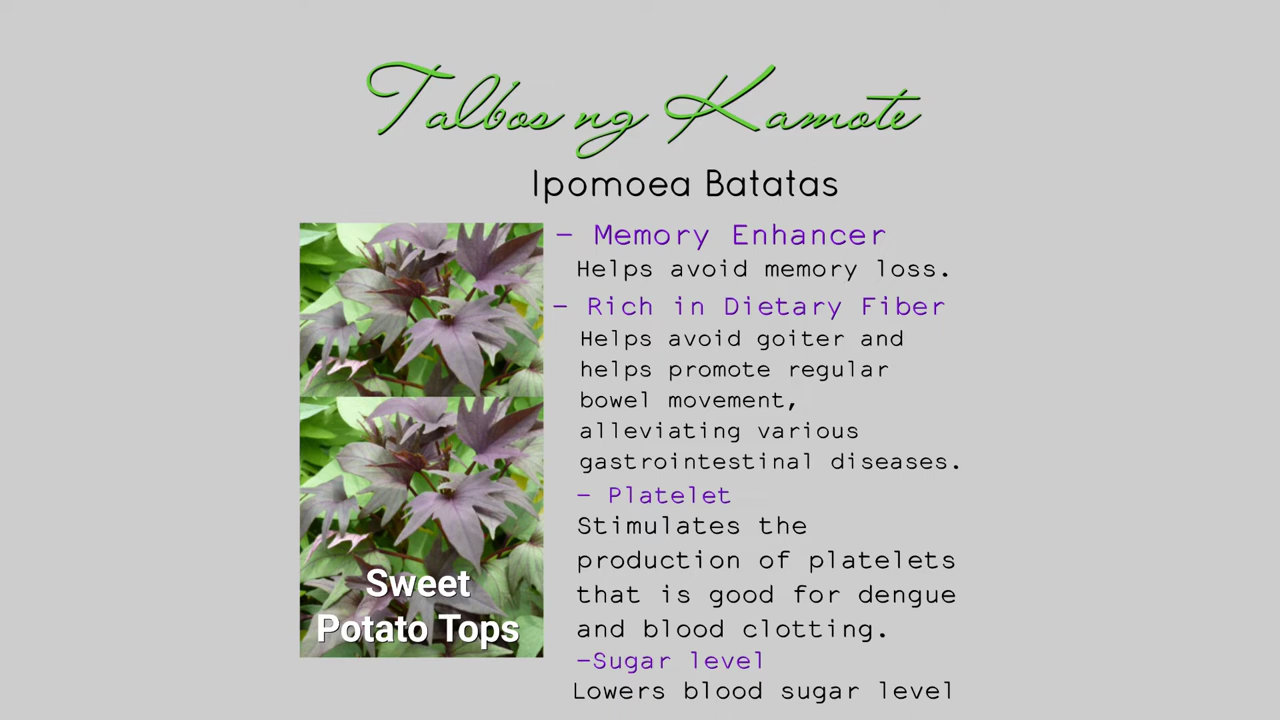 Talbos ng Kamote
Ipomoea Batatas
- Memory Enhancer
Helps avoid memory loss.
- Rich in Dietary Fiber
Helps avoid goiter and
helps promote regular
bowel movement,
alleviating various
gastrointestinal diseases.
- Platelet
Stimulates the
production of platelets
that is good for dengue
and blood clotting.
-Sugar level
Lowers blood sugar level
Sweet
Potato Tops